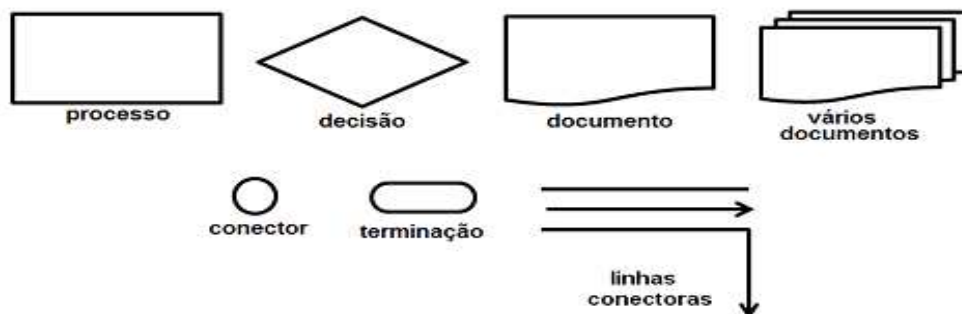 processo
decisão
documento
vários
documentos
conector
terminação
linhas
conectoras